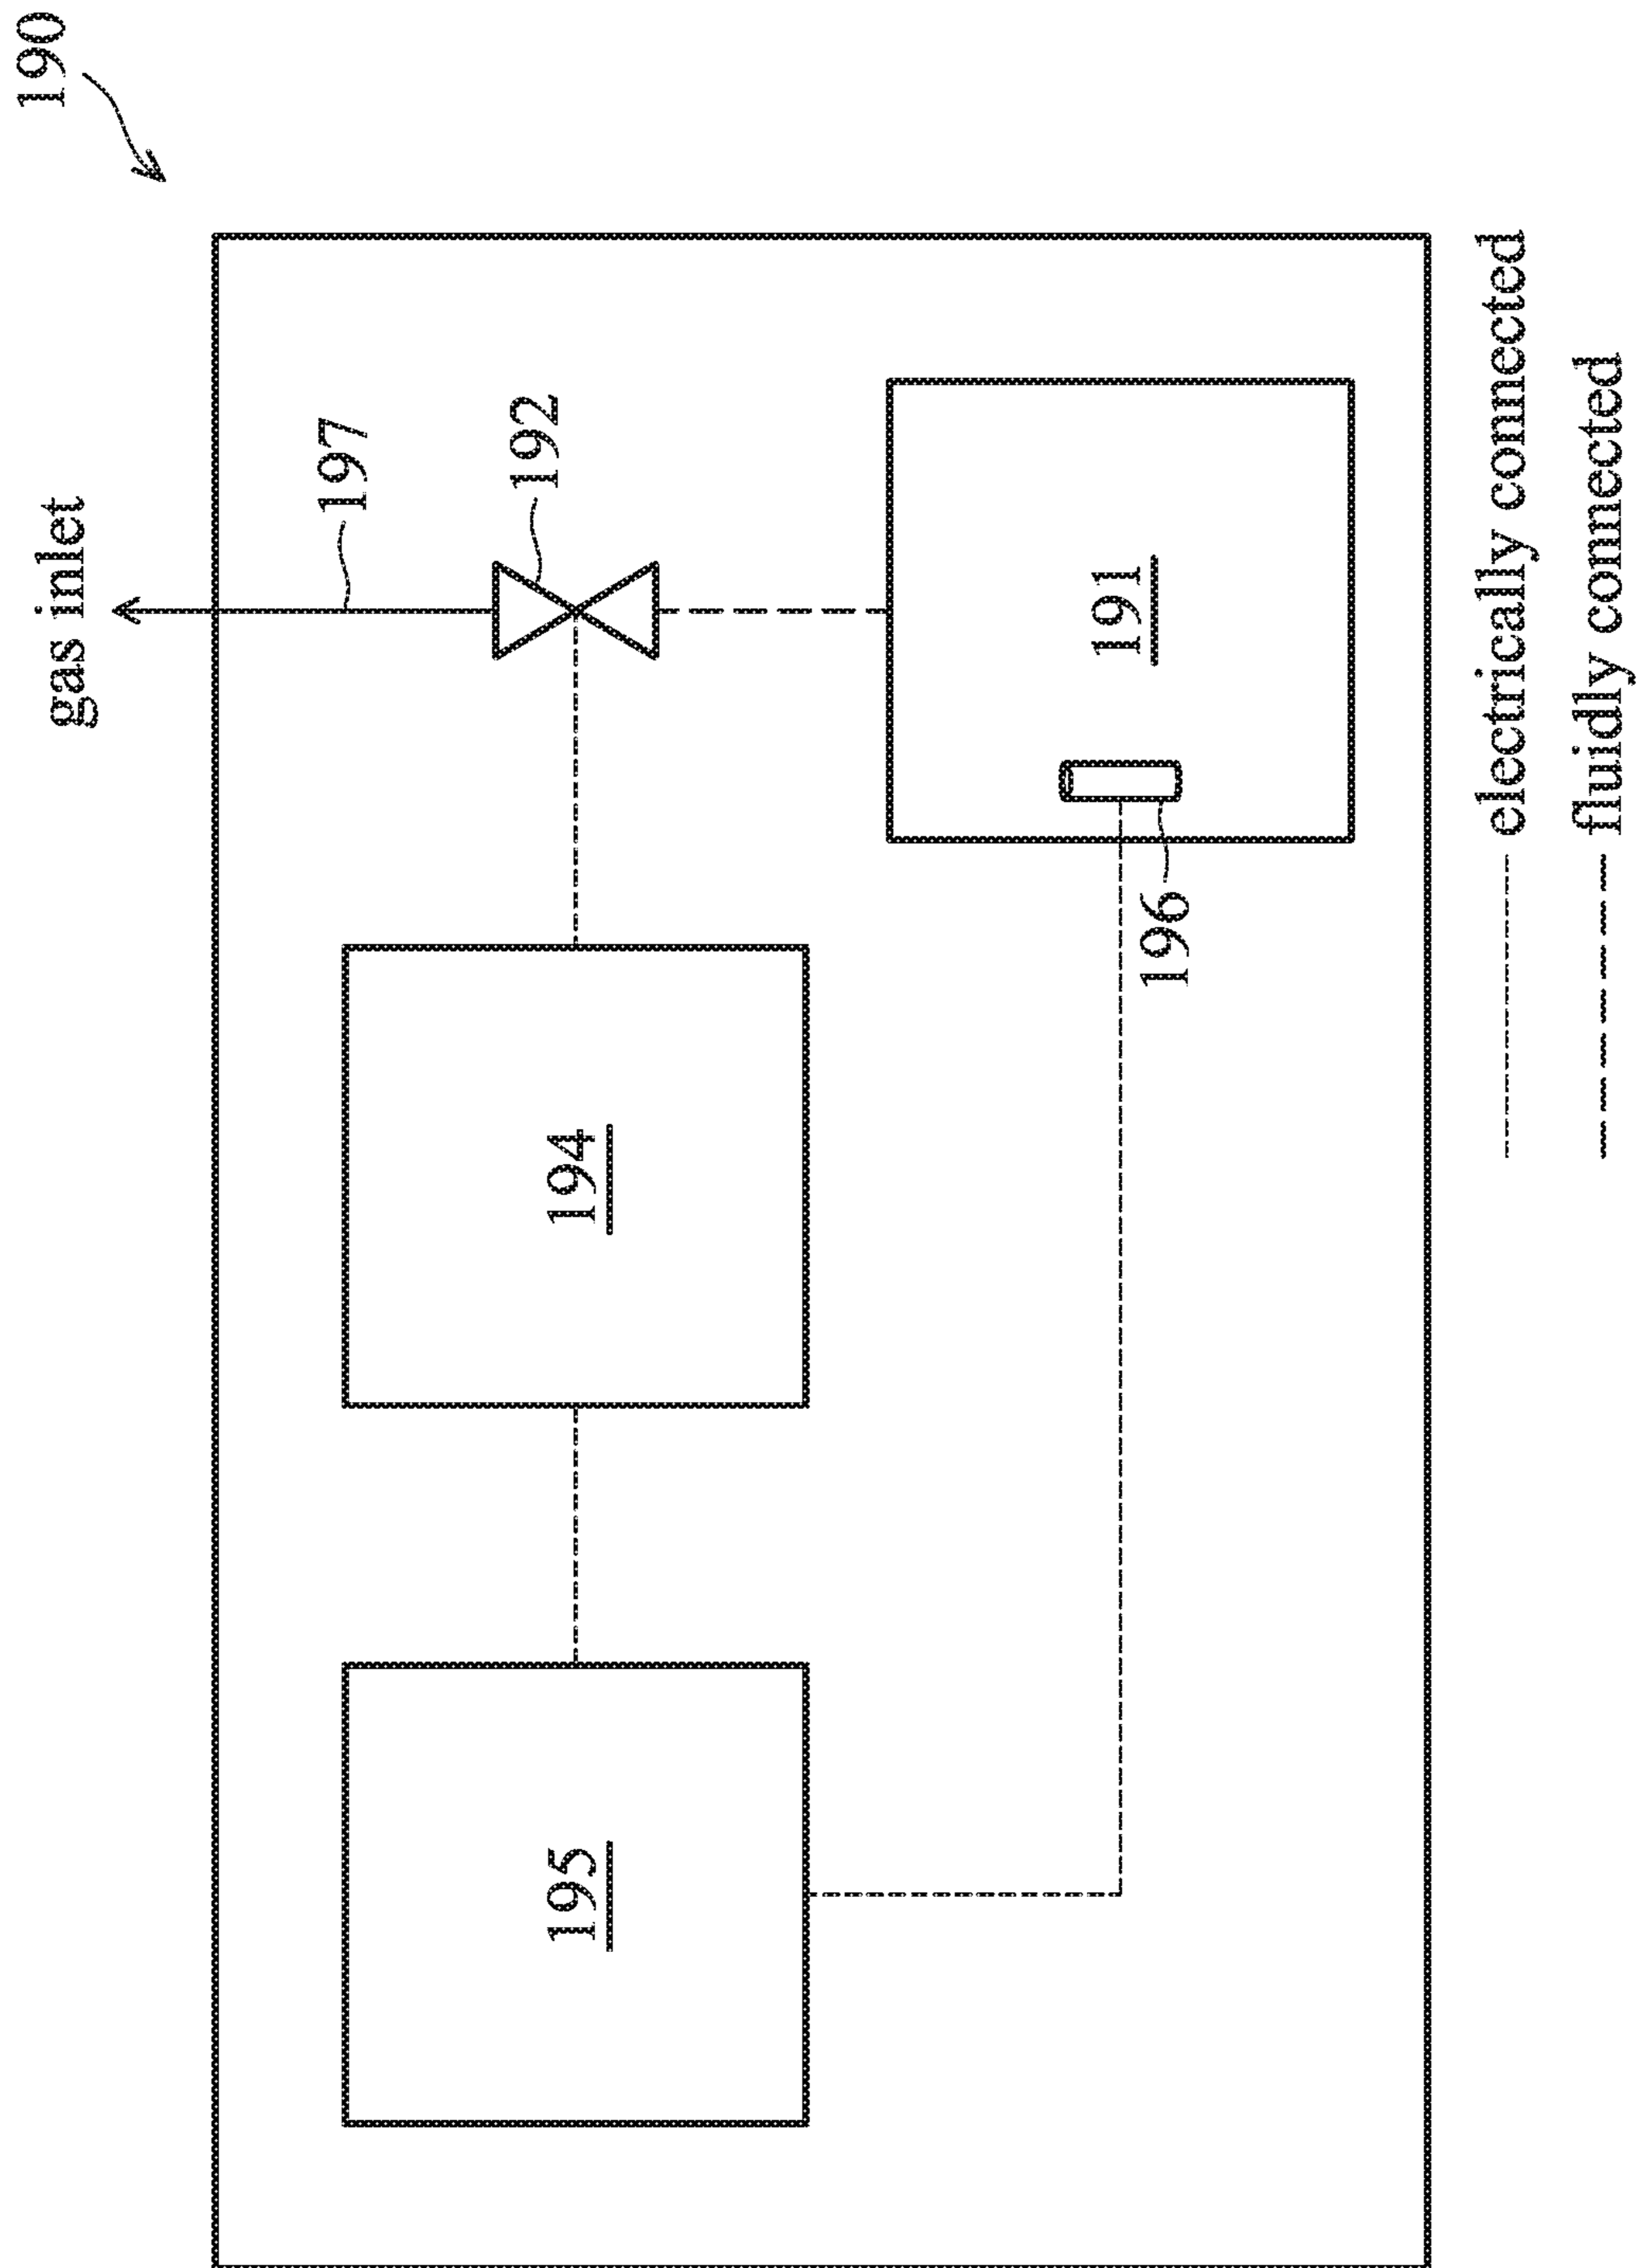 190
gas inlet
197
192
195
194
191
196
electrically connected
fluidly connected